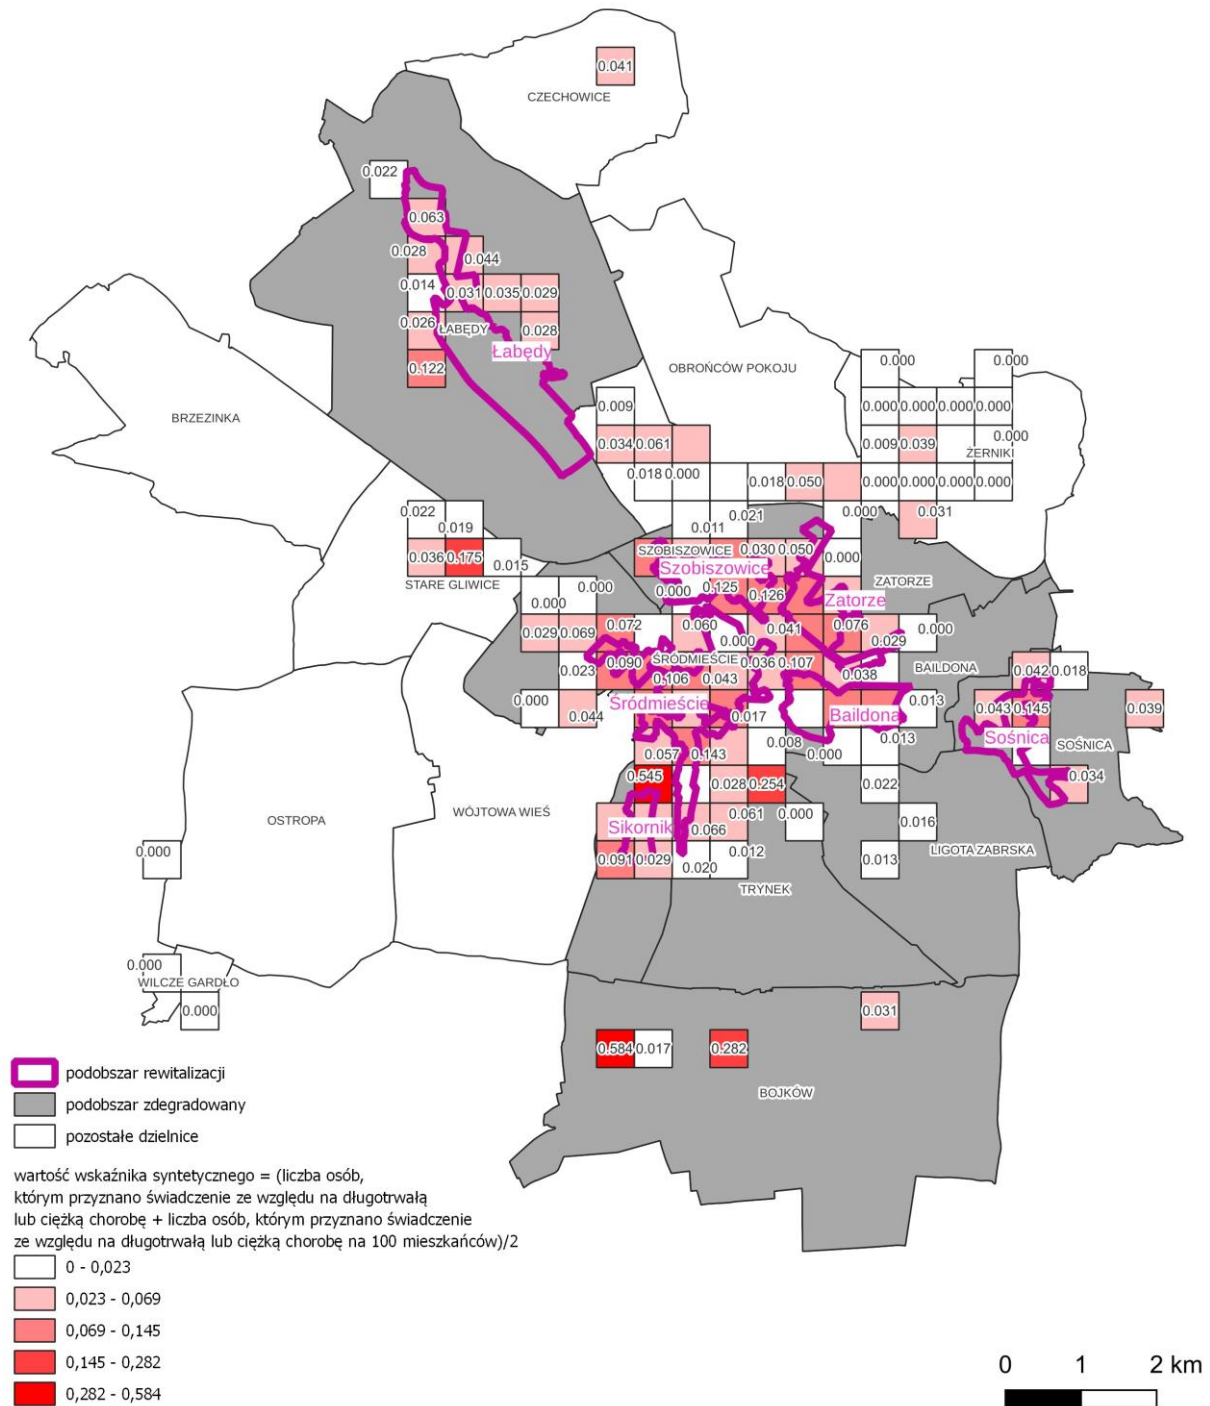 0.041
CZECHOWICE
0.022
0.063
0.028
0.044
0.014
0.031
0.035
0.029
0.026
ŁABĘDY
0.028
Łabędy
0.122
OBROŃCÓW POKOJU
0.000
0.000
BRZEZINKA
0.009
0.000
0.000
0.000
0.000
0.034
0.061
0.009
0.039
0.000
ŻERNIKI
0.018
0.000
0.018
0.050
0.000
0.000
0.000
0.000
0.022
0.019
0.011
0.021
0.000
0.031
0.036
0.175
0.015
SZOBISZOWICE
0.030
0.050
0.000
STARE GLIWICE
Szobiszowice
ZATORZE
0.000
0.000
0.000
0.125
0.126
Zatorze
0.029
0.069
0.072
0.060
0.000
0.041
0.076
0.029
0.000
0.023
0.090
ŚRÓDMIEŚCIE
0.036
0.107
0.038
BAILDONA
0.042
0.018
0.106
0.043
0.000
0.044
Śródmieście
0.017
Baildona
0.013
0.043
0.145
0.039
0.057
0.143
0.008
0.000
0.013
Sośnica
SOŚNICA
0.545
0.028
0.254
0.022
0.034
OSTROPA
WÓJTOWA WIEŚ
Sikornik
0.066
0.061
0.000
0.016
0.000
0.091
0.029
0.020
0.012
0.013
LIGOTA ZABRSKA
TRYNEK
0.000
WILCZE GARDŁO
0.000
0.031
0.584
0.017
0.282
BOJKÓW
podobszar rewitalizacji
podobszar zdegradowany
pozostałe dzielnice
wartość wskaźnika syntetycznego = (liczba osób,
którym przyznano świadczenie ze względu na długotrwałą
lub ciężką chorobę + liczba osób, którym przyznano świadczenie
ze względu na długotrwałą lub ciężką chorobę na 100 mieszkańców)/2
0 - 0,023
0,023 - 0,069
0,069 - 0,145
0,145 - 0,282
0,282 - 0,584
0 1 2 km